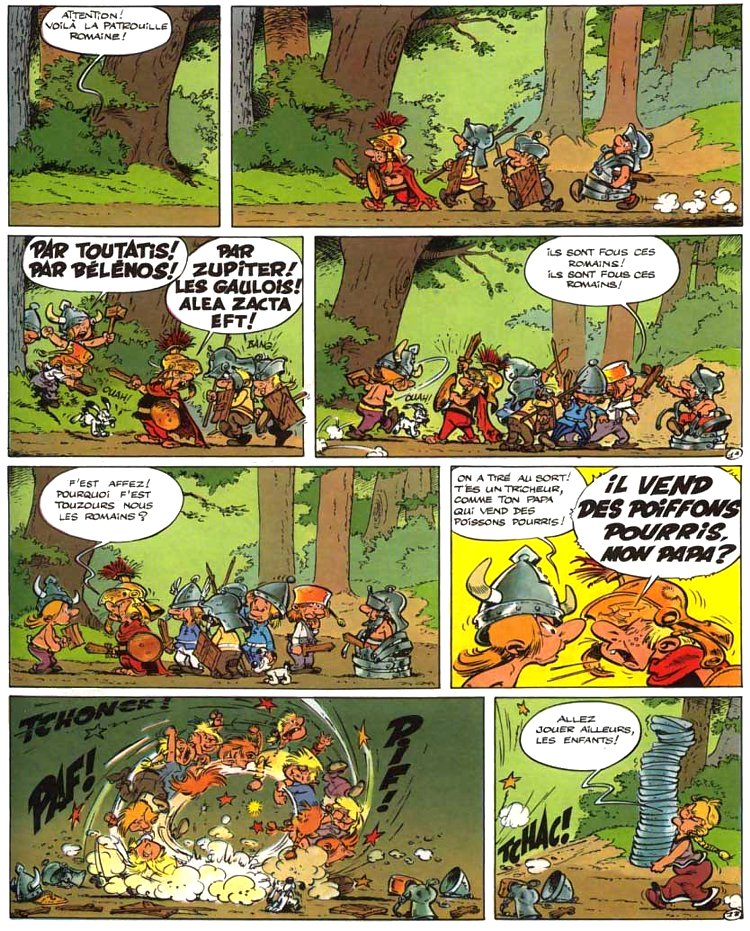 ATTENTION!
VOILÀ LA PATROUILLE
ROMAINE!
PAR TOUTATIS!
PAR BÉLÉNOS!
PAR
ZUPITER!
LES GAULOIS!
ALEA ZACTA
EFT!
BANG
OUAH!
iLS SONT FOUS CES
ROMAINS!
iLS SONT FOUS CES
ROMAINS!
OUAH!
F'EST AFFEZ!
POURQUOI F'EST
TOUZOURS NOUS
LES ROMAINS?
ON A TIRÉ AU SORT!
T'ES UN TRICHEUR,
COMME TON PAPA
QUI VEND DES
POISSONS POURRIS!
iL VEND
DES POIFFONS
POURRIS,
MON PAPA?
TCHONCK!
PAF!
PIF!
ALLEZ
JOUER AILLEURS,
LES ENFANTS!
TCHAC!